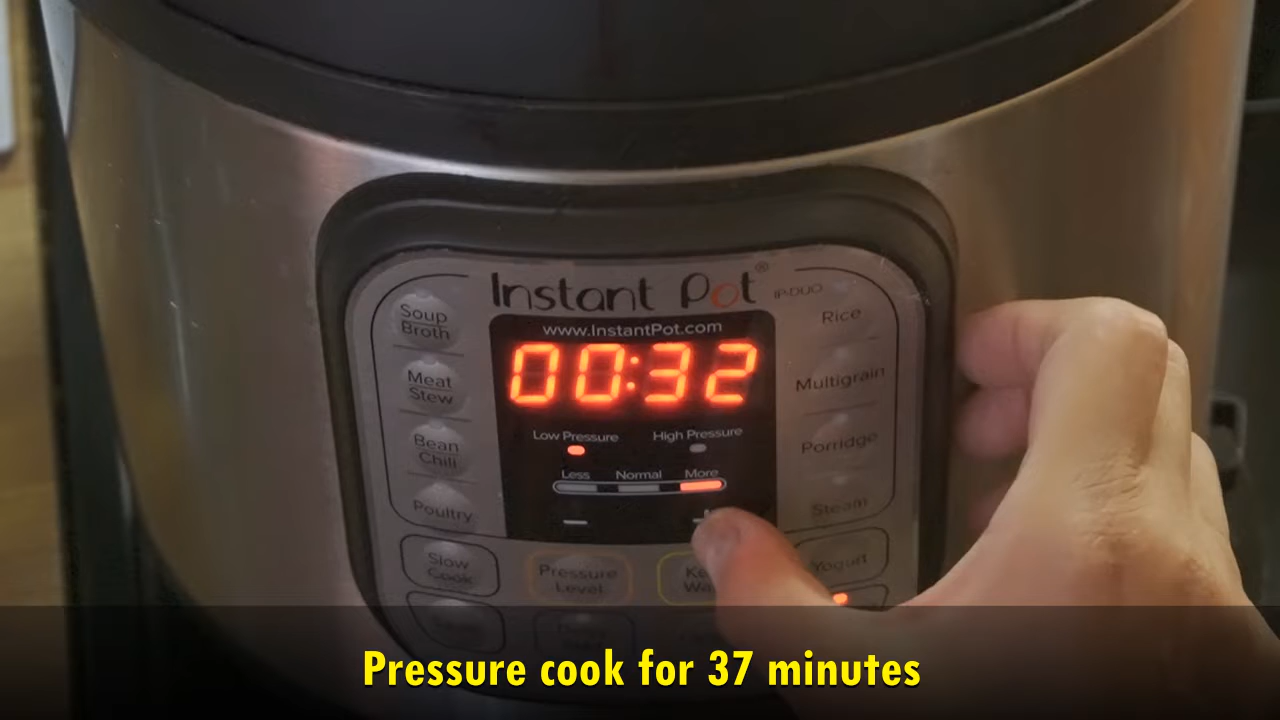 Instant Pot® IP-DUO
www.InstantPot.com
00:32
Low Pressure High Pressure
Less Normal More
− +
Soup
Broth
Meat
Stew
Bean
Chili
Poultry
Slow
Cook
Pressure
Level
Rice
Multigrain
Porridge
Steam
Yogurt
Pressure cook for 37 minutes